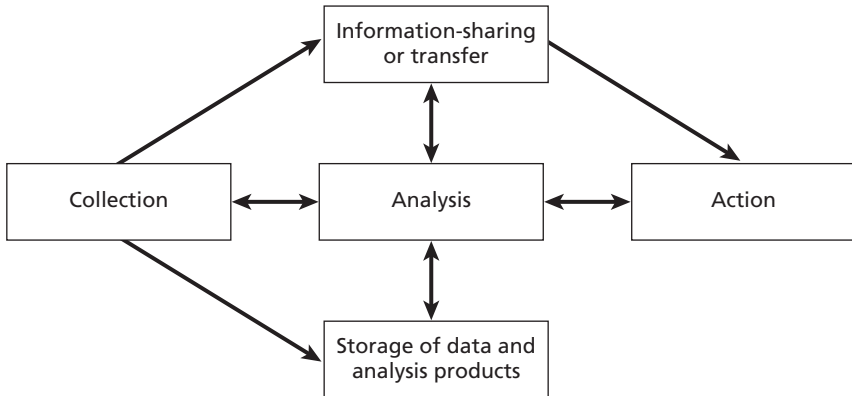 Information-sharing
or transfer
Collection
Analysis
Action
Storage of data and
analysis products